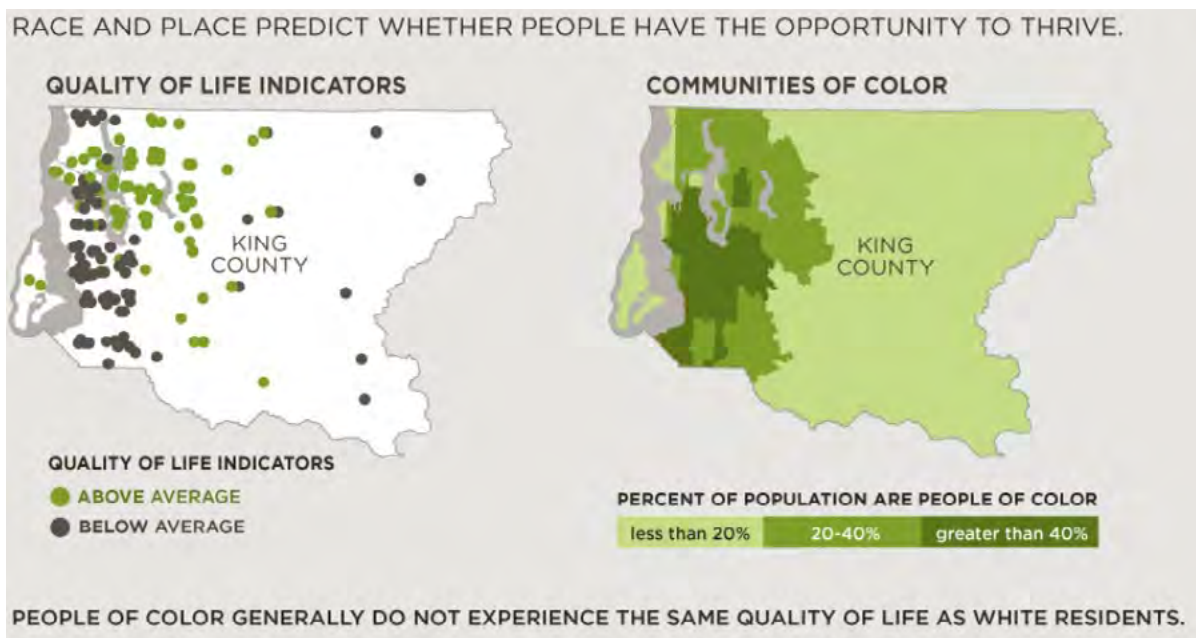 RACE AND PLACE PREDICT WHETHER PEOPLE HAVE THE OPPORTUNITY TO THRIVE.
QUALITY OF LIFE INDICATORS
KING
COUNTY
QUALITY OF LIFE INDICATORS
ABOVE AVERAGE
BELOW AVERAGE
COMMUNITIES OF COLOR
KING
COUNTY
PERCENT OF POPULATION ARE PEOPLE OF COLOR
less than 20% 20-40% greater than 40%
PEOPLE OF COLOR GENERALLY DO NOT EXPERIENCE THE SAME QUALITY OF LIFE AS WHITE RESIDENTS.